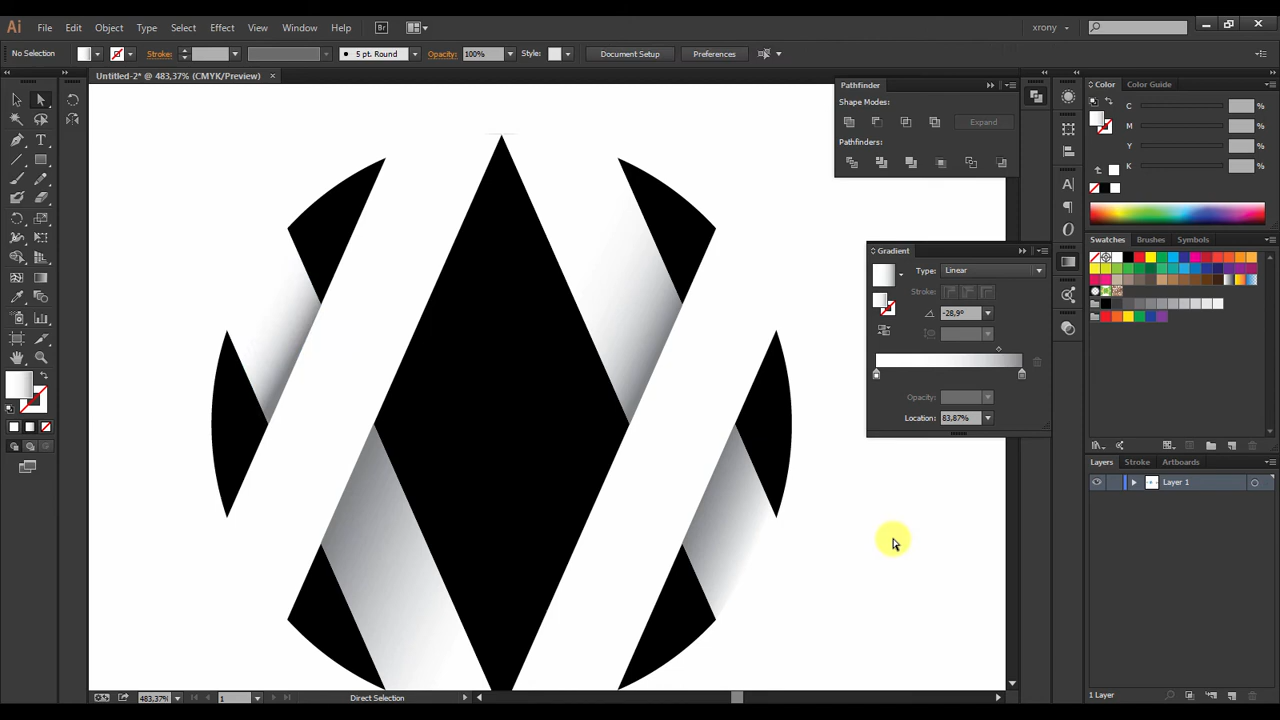 Ai File Edit Object Type Select Effect View Window Help Br xrony
No Selection Stroke: 5 pt. Round Opacity: 100% Style: Document Setup Preferences
Untitled-2* @ 483,37% (CMYK/Preview)
Pathfinder
Shape Modes:
Expand
Pathfinders:
Color Color Guide
C %
M %
Y %
K %
Swatches Brushes Symbols
Gradient
Type: Linear
Stroke:
-28,9°
Opacity:
Location: 83,87%
Layers Stroke Artboards
Layer 1
1 Layer
483,37% 1 Direct Selection